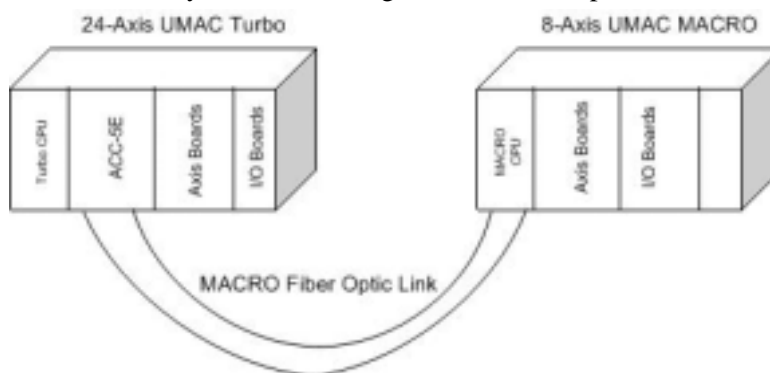 24-Axis UMAC Turbo
8-Axis UMAC MACRO
Turbo CPU
ACC-5E
Axis Boards
I/O Boards
MACRO
CPU
Axis Boards
I/O Boards
MACRO Fiber Optic Link